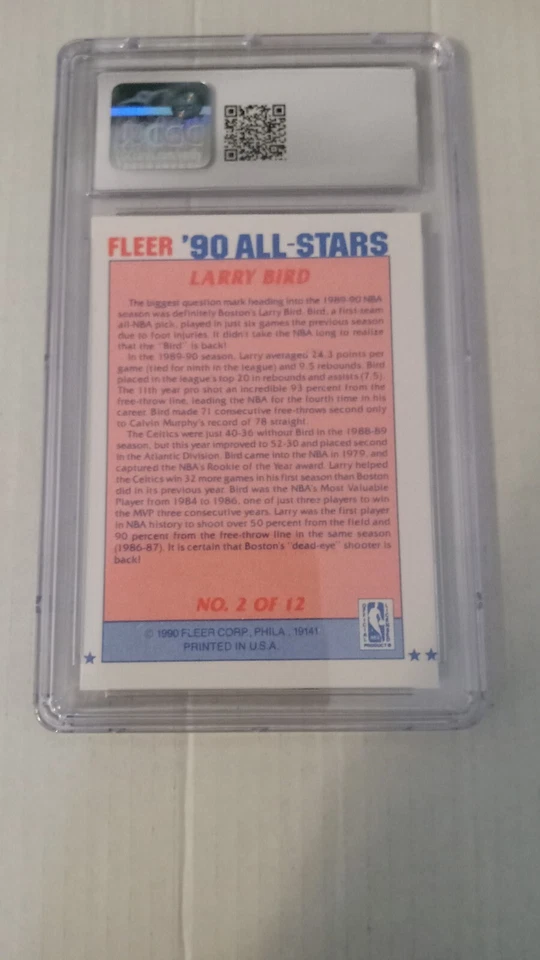 CGC
FLEER '90 ALL-STARS
LARRY BIRD
The biggest question mark heading into the 1989-90 NBA
season was definitely Boston's Larry Bird. Bird, a first-team
all-NBA pick, played in just six games the previous season
due to foot injuries. It didn't take the NBA long to realize
that the "Bird" is back!
In the 1989-90 season, Larry averaged 24.3 points per
game (tied for ninth in the league) and 9.5 rebounds. Bird
placed in the league's top 20 in rebounds and assists (7.5).
The 11th year pro shot an incredible 93 percent from the
free-throw line, leading the NBA for the fourth time in his
career. Bird made 71 consecutive free-throws second only
to Calvin Murphy's record of 78 straight.
The Celtics were just 40-36 without Bird in the 1988-89
season, but this year improved to 52-30 and placed second
in the Atlantic Division. Bird came into the NBA in 1979, and
captured the NBA's Rookie of the Year award. Larry helped
the Celtics win 32 more games in his first season than Boston
did in its previous year. Bird was the NBA's Most Valuable
Player from 1984 to 1986, one of just three players to win
the MVP three consecutive years. Larry was the first player
in NBA history to shoot over 50 percent from the field and
90 percent from the free-throw line in the same season
(1986-87). It is certain that Boston's "dead-eye" shooter is
back!
NO. 2 OF 12
© 1990 FLEER CORP., PHILA., 19141
PRINTED IN U.S.A.
PRODUCTS